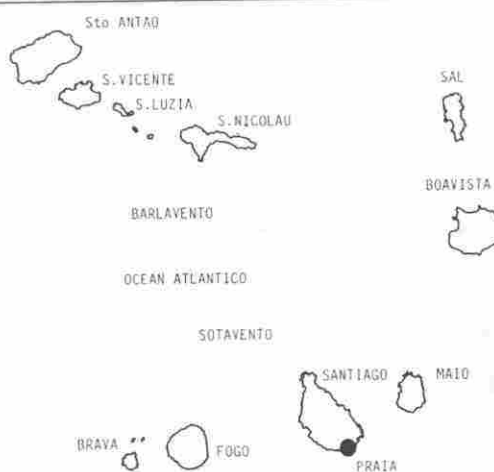 Sto ANTAO
S.VICENTE
S.LUZIA
S.NICOLAU
SAL
BOAVISTA
BARLAVENTO
OCEAN ATLANTICO
SOTAVENTO
SANTIAGO
MAIO
BRAVA
FOGO
PRAIA